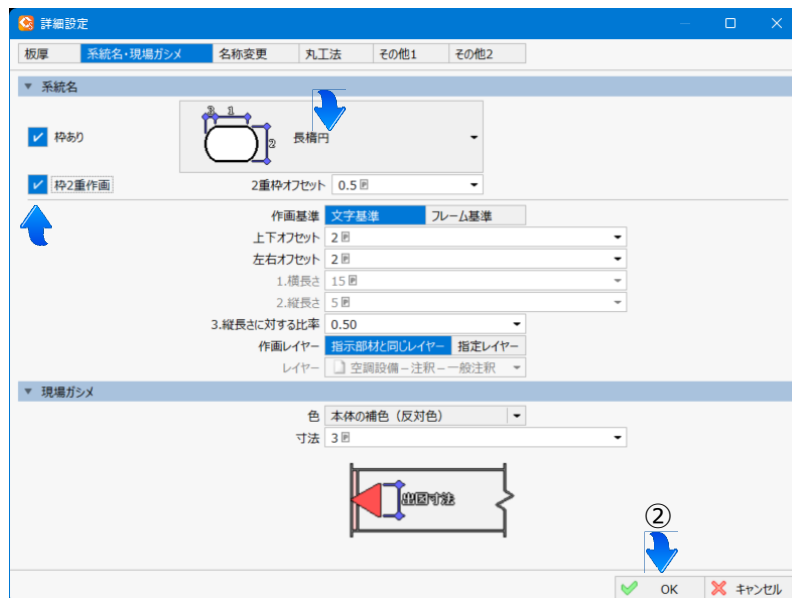 詳細設定
板厚 系統名・現場ガシメ 名称変更 丸工法 その他1 その他2
系統名
枠あり 3 1 2 長楕円
枠2重作画 2重枠オフセット 0.5
作画基準 文字基準 フレーム基準
上下オフセット 2
左右オフセット 2
1.横長さ 15
2.縦長さ 5
3.縦長さに対する比率 0.50
作画レイヤー 指示部材と同じレイヤー 指定レイヤー
レイヤー 空調設備−注釈−一般注釈
現場ガシメ
色 本体の補色（反対色）
寸法 3
出図寸法
②
OK キャンセル